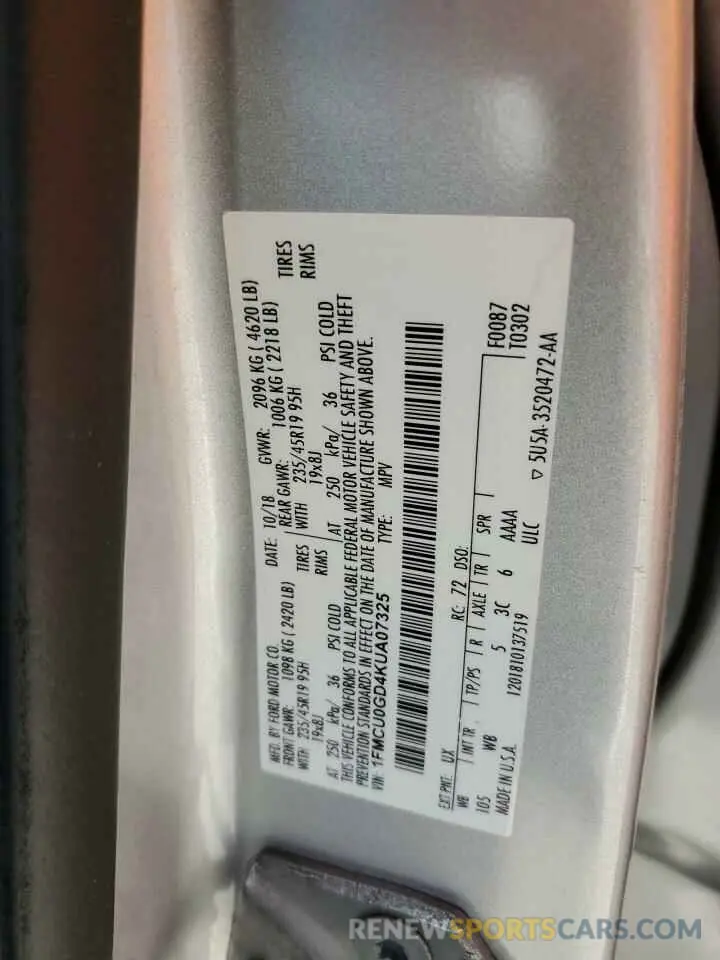 MFD. BY FORD MOTOR CO. DATE: 10/18 GVWR: 2096 KG ( 4620 LB)
FRONT GAWR: 1098 KG ( 2420 LB) REAR GAWR: 1006 KG ( 2218 LB)
WITH 235/45R19 95H TIRES WITH 235/45R19 95H TIRES
19x8J RIMS 19x8J RIMS
AT 250 kPa/ 36 PSI COLD AT 250 kPa/ 36 PSI COLD
THIS VEHICLE CONFORMS TO ALL APPLICABLE FEDERAL MOTOR VEHICLE SAFETY AND THEFT
PREVENTION STANDARDS IN EFFECT ON THE DATE OF MANUFACTURE SHOWN ABOVE.
VIN: 1FMCU0GD4KUA07325 TYPE: MPV
EXT PNT: UX RC: 72 DSO: F0087
WB INT TR TP/PS R AXLE TR SPR T0302
105 WB 5 3C 6 AAAA
MADE IN U.S.A. 1201810137519 ULC 5U5A-3520472-AA
RENEWSPORTSCARS.COM